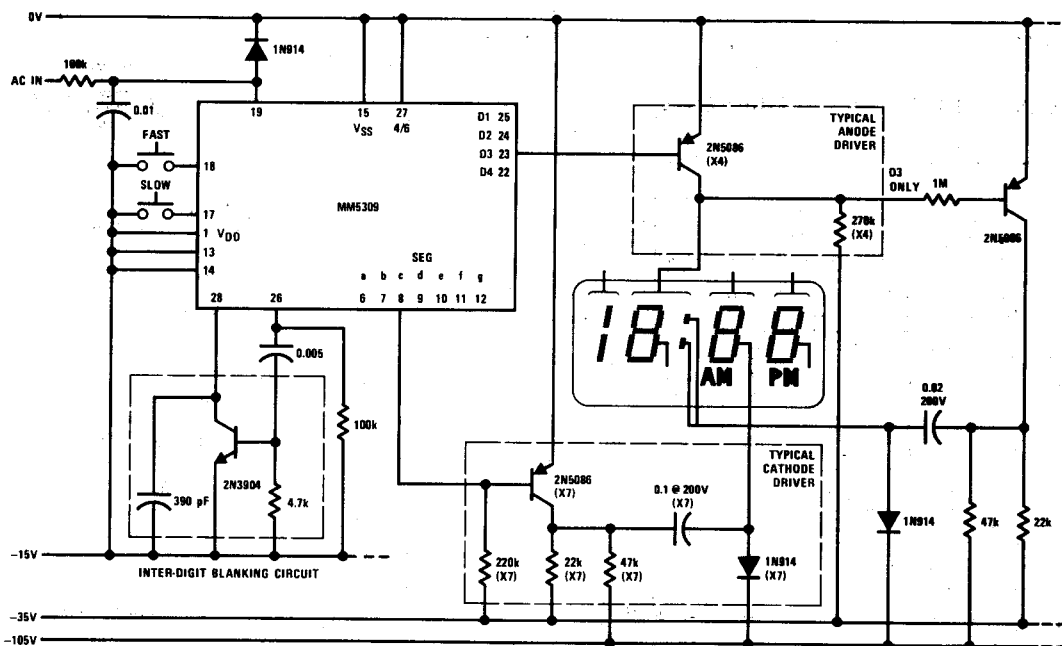 0V
1N914
100k
AC IN
0.01
FAST
SLOW
19
15
VSS
27
4/6
D1 25
D2 24
D3 23
D4 22
18
17
1 VDD
13
14
MM5309
SEG
a b c d e f g
6 7 8 9 10 11 12
28
26
TYPICAL
ANODE
DRIVER
2N5086
(X4)
D3
ONLY
1M
270k
(X4)
2N5086
18:88
AM PM
0.005
100k
2N3904
390 pF
4.7k
INTER-DIGIT BLANKING CIRCUIT
TYPICAL
CATHODE
DRIVER
2N5086
(X7)
0.1 @ 200V
(X7)
220k
(X7)
22k
(X7)
47k
(X7)
1N914
(X7)
0.02
200V
1N914
47k
22k
-15V
-35V
-105V